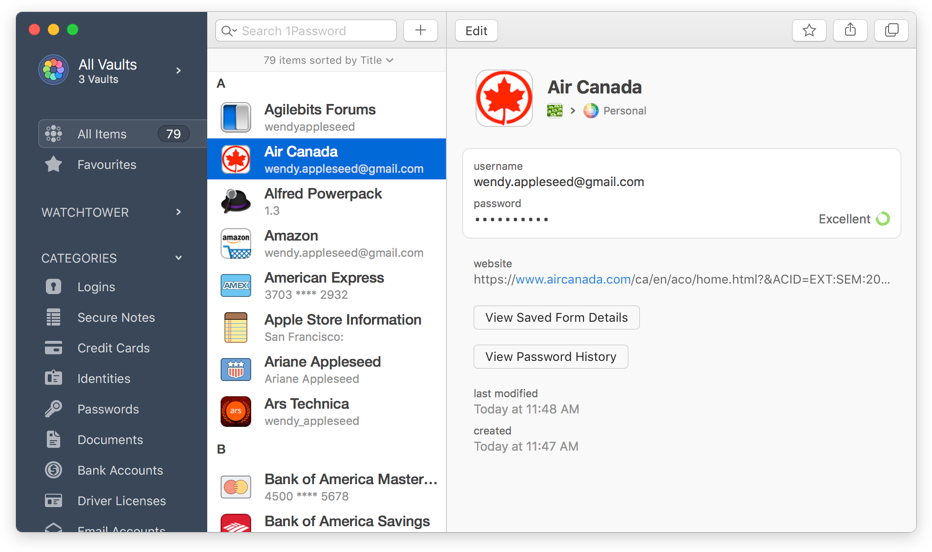 All Vaults
3 Vaults
All Items 79
Favourites
WATCHTOWER
CATEGORIES
Logins
Secure Notes
Credit Cards
Identities
Passwords
Documents
Bank Accounts
Driver Licenses
Email Accounts
Search 1Password
79 items sorted by Title
A
Agilebits Forums
wendyappleseed
Air Canada
wendy.appleseed@gmail.com
Alfred Powerpack
1.3
amazon
Amazon
wendy.appleseed@gmail.com
AMEX
American Express
3703 **** 2932
Apple Store Information
San Francisco:
Ariane Appleseed
Ariane Appleseed
ars
Ars Technica
wendy_appleseed
B
Bank of America Master...
4500 **** 5678
Bank of America Savings
Edit
Air Canada
Personal
username
wendy.appleseed@gmail.com
password
••••••••••
Excellent
website
https://www.aircanada.com/ca/en/aco/home.html?&ACID=EXT:SEM:20...
View Saved Form Details
View Password History
last modified
Today at 11:48 AM
created
Today at 11:47 AM